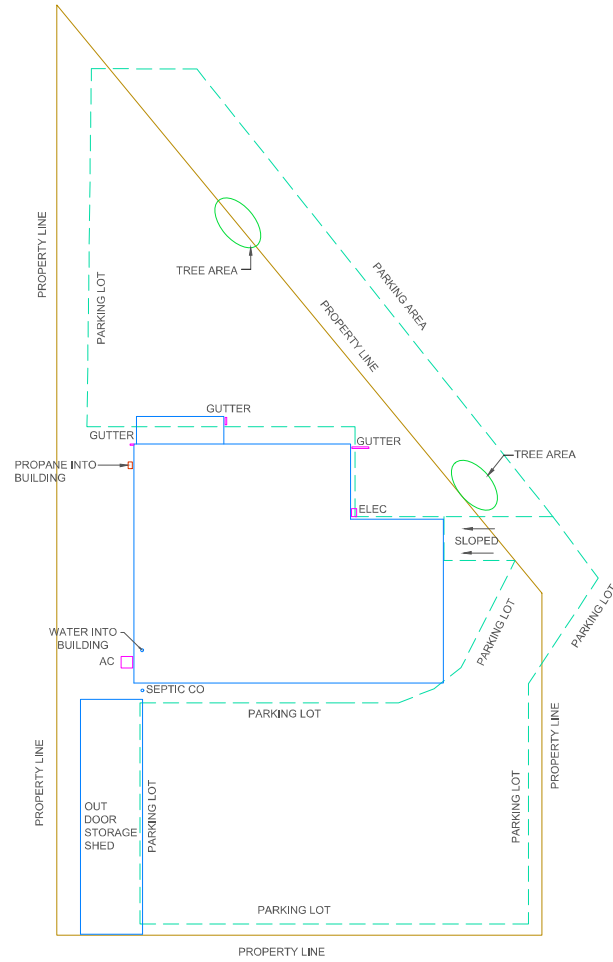 PROPERTY LINE
PARKING LOT
TREE AREA
PARKING AREA
PROPERTY LINE
GUTTER
GUTTER
GUTTER
PROPANE INTO
BUILDING
TREE AREA
ELEC
SLOPED
PARKING LOT
PARKING LOT
WATER INTO
BUILDING
AC
SEPTIC CO
PARKING LOT
PROPERTY LINE
PROPERTY LINE
OUT
DOOR
STORAGE
SHED
PARKING LOT
PARKING LOT
PARKING LOT
PROPERTY LINE